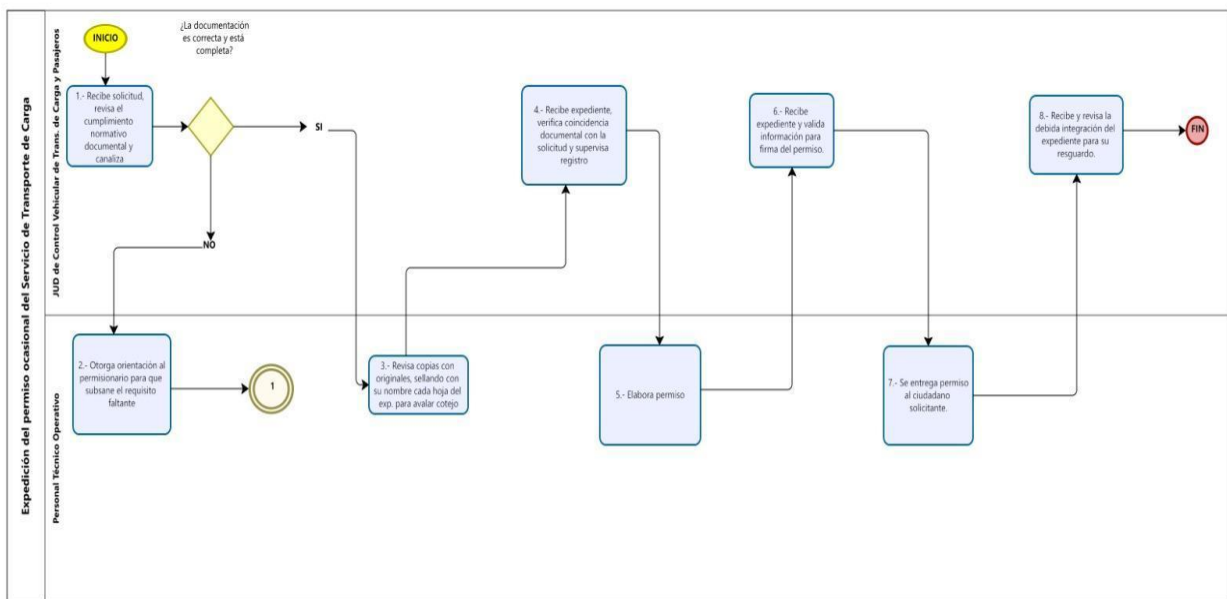 Expedición del permiso ocasional del Servicio de Transporte de Carga
JUD de Control Vehicular de Trans. de Carga y Pasajeros
Personal Técnico Operativo
INICIO
¿La documentación
es correcta y está
completa?
1.- Recibe solicitud,
revisa el
cumplimiento
normativo
documental y
canaliza
SI
NO
2.- Otorga orientación al
permisionario para que
subsane el requisito
faltante
1
3.- Revisa copias con
originales, sellando con
su nombre cada hoja del
exp. para avalar cotejo
4.- Recibe expediente,
verifica coincidencia
documental con la
solicitud y supervisa
registro
5.- Elabora permiso
6.- Recibe
expediente y valida
información para
firma del permiso.
7.- Se entrega permiso
al ciudadano
solicitante.
8.- Recibe y revisa la
debida integración del
expediente para su
resguardo.
FIN